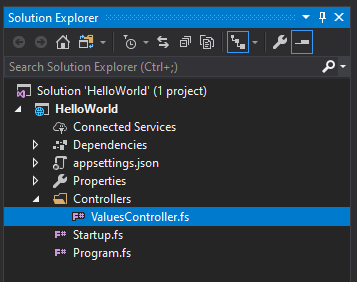 Solution Explorer
Search Solution Explorer (Ctrl+;)
Solution 'HelloWorld' (1 project)
HelloWorld
Connected Services
Dependencies
appsettings.json
Properties
Controllers
F# ValuesController.fs
F# Startup.fs
F# Program.fs